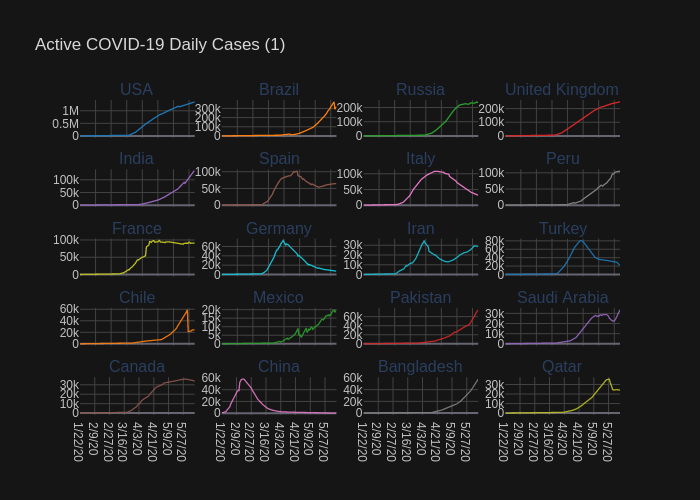 Active COVID-19 Daily Cases (1)
USA
Brazil
Russia
United Kingdom
1M
0.5M
0
300k
200k
100k
0
200k
100k
0
200k
100k
0
India
Spain
Italy
Peru
100k
50k
0
100k
50k
0
100k
50k
0
100k
50k
0
France
Germany
Iran
Turkey
100k
50k
0
60k
40k
20k
0
30k
20k
10k
0
80k
60k
40k
20k
0
Chile
Mexico
Pakistan
Saudi Arabia
60k
40k
20k
0
20k
15k
10k
5k
0
60k
40k
20k
0
30k
20k
10k
0
Canada
China
Bangladesh
Qatar
30k
20k
10k
0
60k
40k
20k
0
60k
40k
20k
0
30k
20k
10k
0
1/22/20
2/9/20
2/27/20
3/16/20
4/3/20
4/21/20
5/9/20
5/27/20
1/22/20
2/9/20
2/27/20
3/16/20
4/3/20
4/21/20
5/9/20
5/27/20
1/22/20
2/9/20
2/27/20
3/16/20
4/3/20
4/21/20
5/9/20
5/27/20
1/22/20
2/9/20
2/27/20
3/16/20
4/3/20
4/21/20
5/9/20
5/27/20